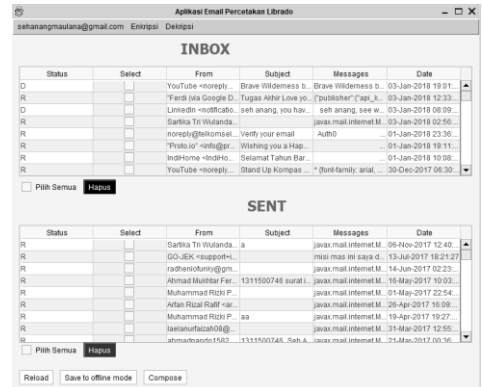 Aplikasi Email Percetakan Librado
sehanangmaulana@gmail.com Enkripsi Dekripsi
INBOX
Status Select From Subject Messages Date
D YouTube <noreply... Brave Wilderness b... Brave Wilderness b... 03-Jan-2018 19:01:...
R "Ferdi (via Google D... Tugas Akhir Love yo... {"publisher":{"api_k... 03-Jan-2018 12:33:...
D LinkedIn <notificatio... seh anang, you hav... seh anang, see w... 03-Jan-2018 08:09:...
R Sartika Tri Wulanda... javax.mail.internet.M... 03-Jan-2018 02:56:...
R noreply@telkomsel... Verify your email Auth0 ... 01-Jan-2018 23:36:...
R "Proto.io" <info@pr... Wishing you a Hap... ... 01-Jan-2018 19:11:...
R IndiHome <IndiHo... Selamat Tahun Bar... ... 01-Jan-2018 10:08:...
R YouTube <noreply... Stand Up Kompas ... * {font-family: arial, ... 30-Dec-2017 06:30:...
Pilih Semua Hapus
SENT
Status Select From Subject Messages Date
R Sartika Tri Wulanda... a javax.mail.internet.M... 06-Nov-2017 12:40:...
R GO-JEK <support+i... misi mas ini saya d... 13-Jul-2017 18:21:27
R radheniofunky@gm... javax.mail.internet.M... 14-Jun-2017 02:23:...
R Ahmad Mukhtar Fer... 1311500746 surat i... javax.mail.internet.M... 16-May-2017 10:03:...
R Muhammad Rizki P... javax.mail.internet.M... 01-May-2017 22:54:...
R Arfan Rizal Rafif <ar... javax.mail.internet.M... 26-Apr-2017 16:09:...
R Muhammad Rizki P... aa javax.mail.internet.M... 19-Apr-2017 19:27:...
R laelanurfaizah08@... javax.mail.internet.M... 31-Mar-2017 12:55:...
R ahmadnando1582... 1311500746_Seh A... javax.mail.internet.M... 21-Mar-2017 00:36:...
Pilih Semua Hapus
Reload Save to offline mode Compose